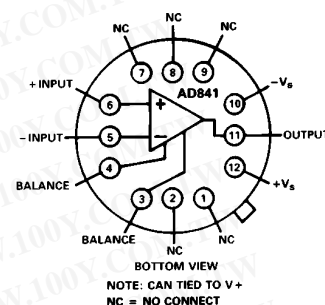 NC
NC
NC
7
8
9
AD841
+ INPUT
+
6
10
-Vs
- INPUT
5
-
11
OUTPUT
4
12
+Vs
BALANCE
3
2
1
BALANCE
NC
NC
BOTTOM VIEW
NOTE: CAN TIED TO V +
NC = NO CONNECT